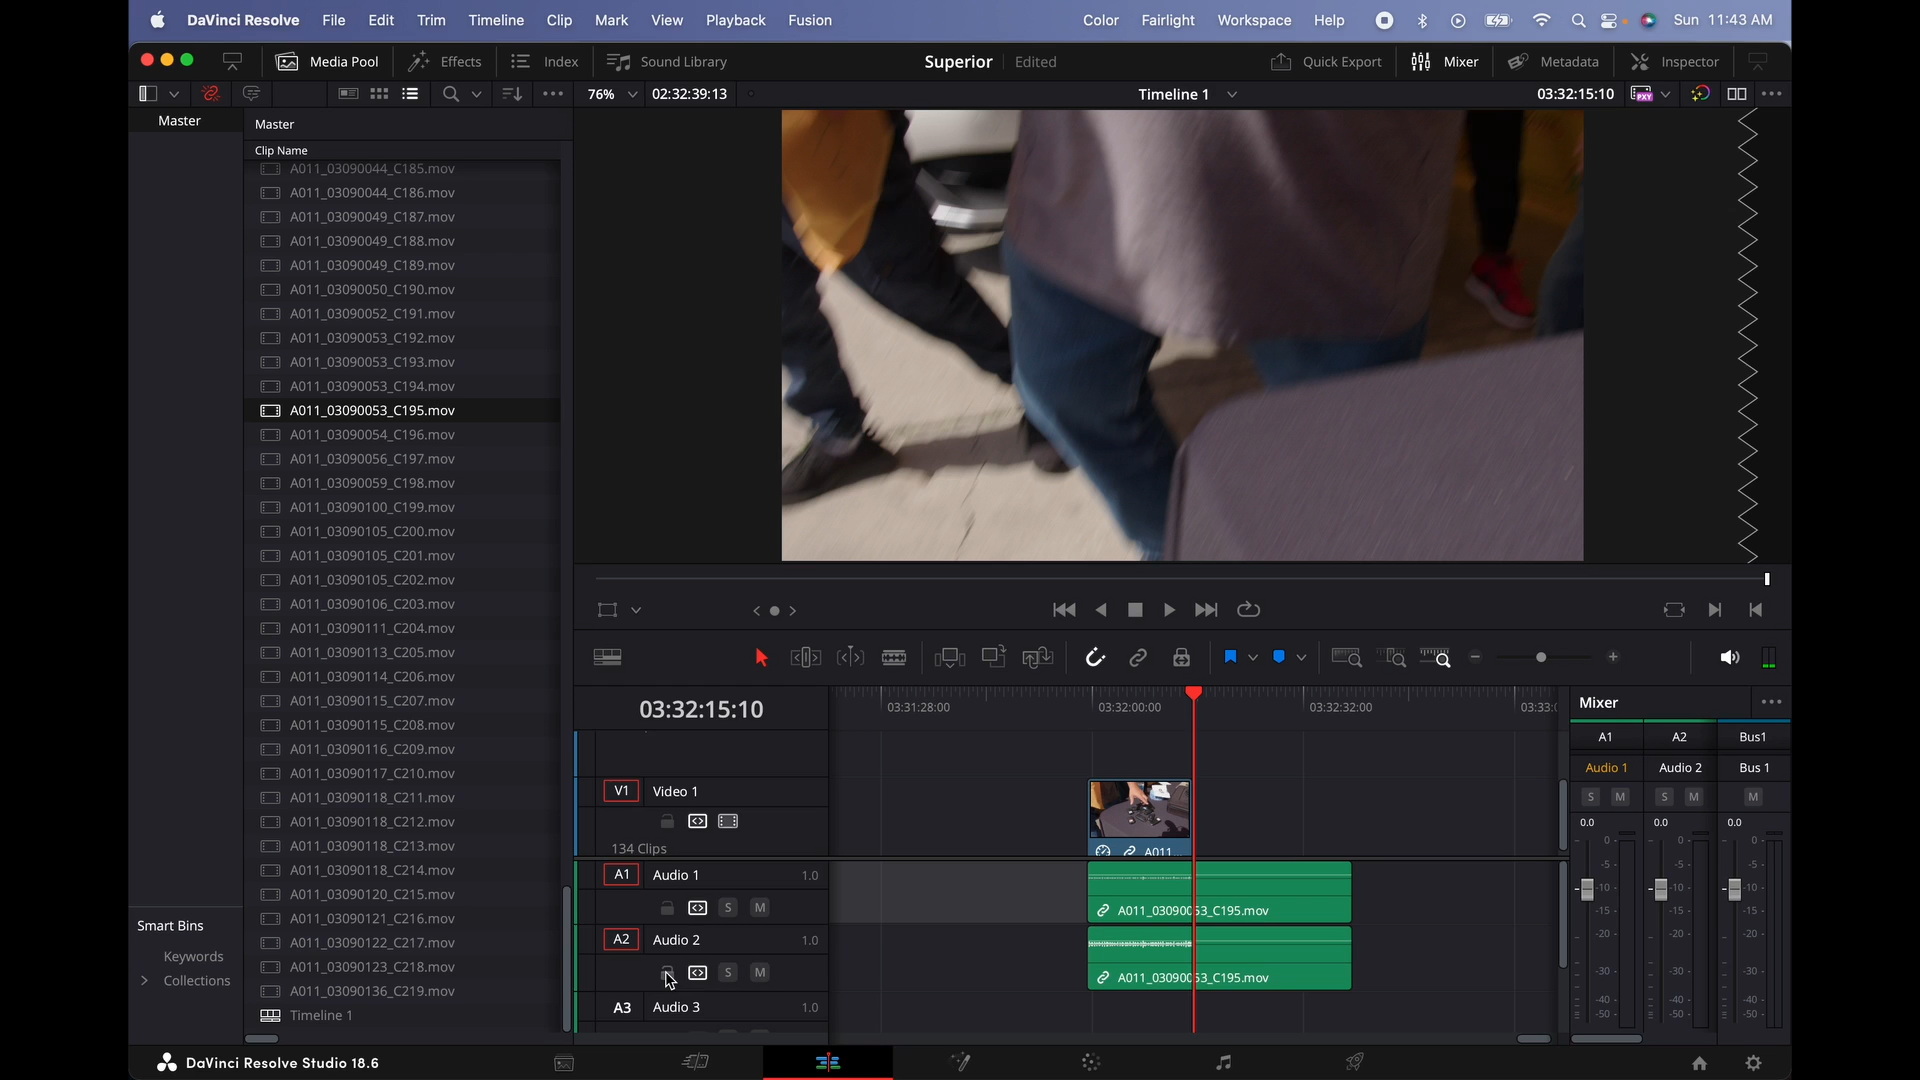 DaVinci Resolve File Edit Trim Timeline Clip Mark View Playback Fusion Color Fairlight Workspace Help Sun 11:43 AM
Media Pool Effects Index Sound Library Superior Edited Quick Export Mixer Metadata Inspector
76% 02:32:39:13 Timeline 1 03:32:15:10 PXY
Master
Master
Clip Name
A011_03090044_C185.mov
A011_03090044_C186.mov
A011_03090049_C187.mov
A011_03090049_C188.mov
A011_03090049_C189.mov
A011_03090050_C190.mov
A011_03090052_C191.mov
A011_03090053_C192.mov
A011_03090053_C193.mov
A011_03090053_C194.mov
A011_03090053_C195.mov
A011_03090054_C196.mov
A011_03090056_C197.mov
A011_03090059_C198.mov
A011_03090100_C199.mov
A011_03090105_C200.mov
A011_03090105_C201.mov
A011_03090105_C202.mov
A011_03090106_C203.mov
A011_03090111_C204.mov
A011_03090113_C205.mov
A011_03090114_C206.mov
A011_03090115_C207.mov
A011_03090115_C208.mov
A011_03090116_C209.mov
A011_03090117_C210.mov
A011_03090118_C211.mov
A011_03090118_C212.mov
A011_03090118_C213.mov
A011_03090118_C214.mov
A011_03090120_C215.mov
A011_03090121_C216.mov
A011_03090122_C217.mov
A011_03090123_C218.mov
A011_03090136_C219.mov
Timeline 1
Smart Bins
Keywords
Collections
03:32:15:10
03:31:28:00 03:32:00:00 03:32:32:00 03:33:0
V1 Video 1
134 Clips
A011...
A1 Audio 1 1.0
S M
A011_03090053_C195.mov
A2 Audio 2 1.0
S M
A011_03090053_C195.mov
A3 Audio 3 1.0
Mixer
A1 A2 Bus1
Audio 1 Audio 2 Bus 1
S M S M M
0.0 0.0 0.0
0- 0- 0-
-5- -5- -5-
-10- -10- -10-
-15- -15- -15-
-20- -20- -20-
-30- -30- -30-
-40- -40- -40-
-50- -50- -50-
DaVinci Resolve Studio 18.6